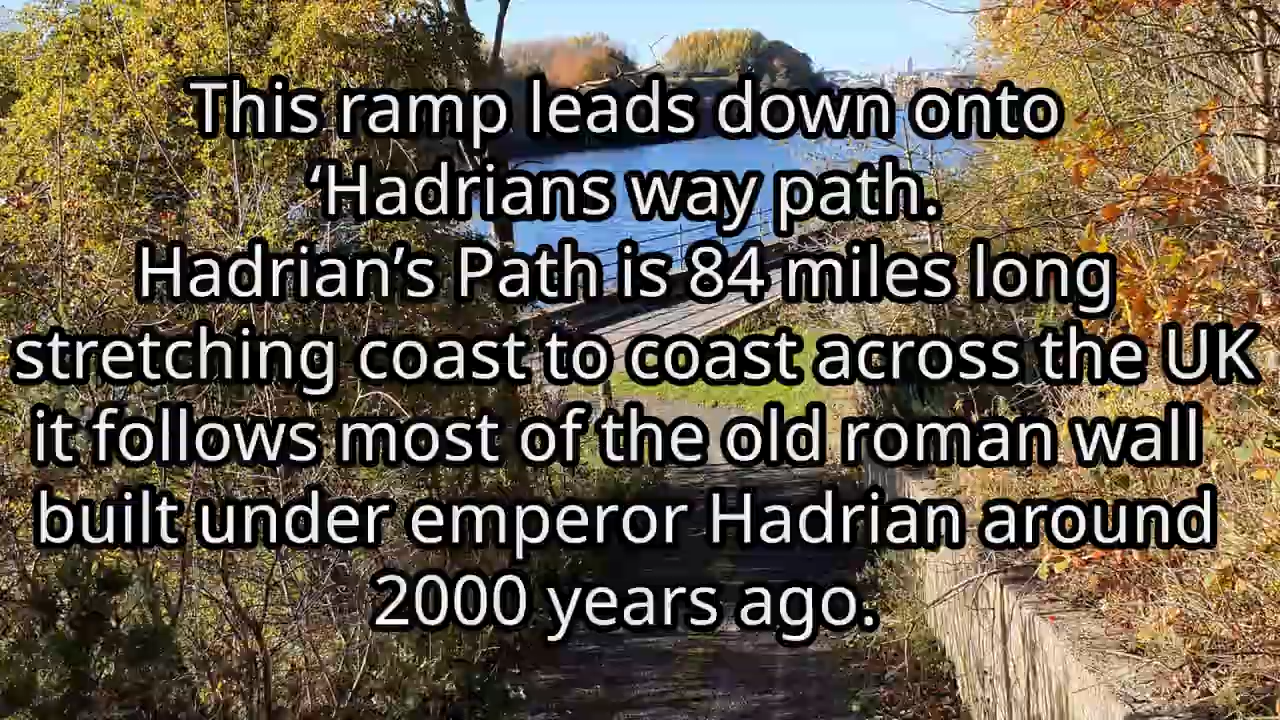 This ramp leads down onto
‘Hadrians way path.
Hadrian’s Path is 84 miles long
stretching coast to coast across the UK
it follows most of the old roman wall
built under emperor Hadrian around
2000 years ago.